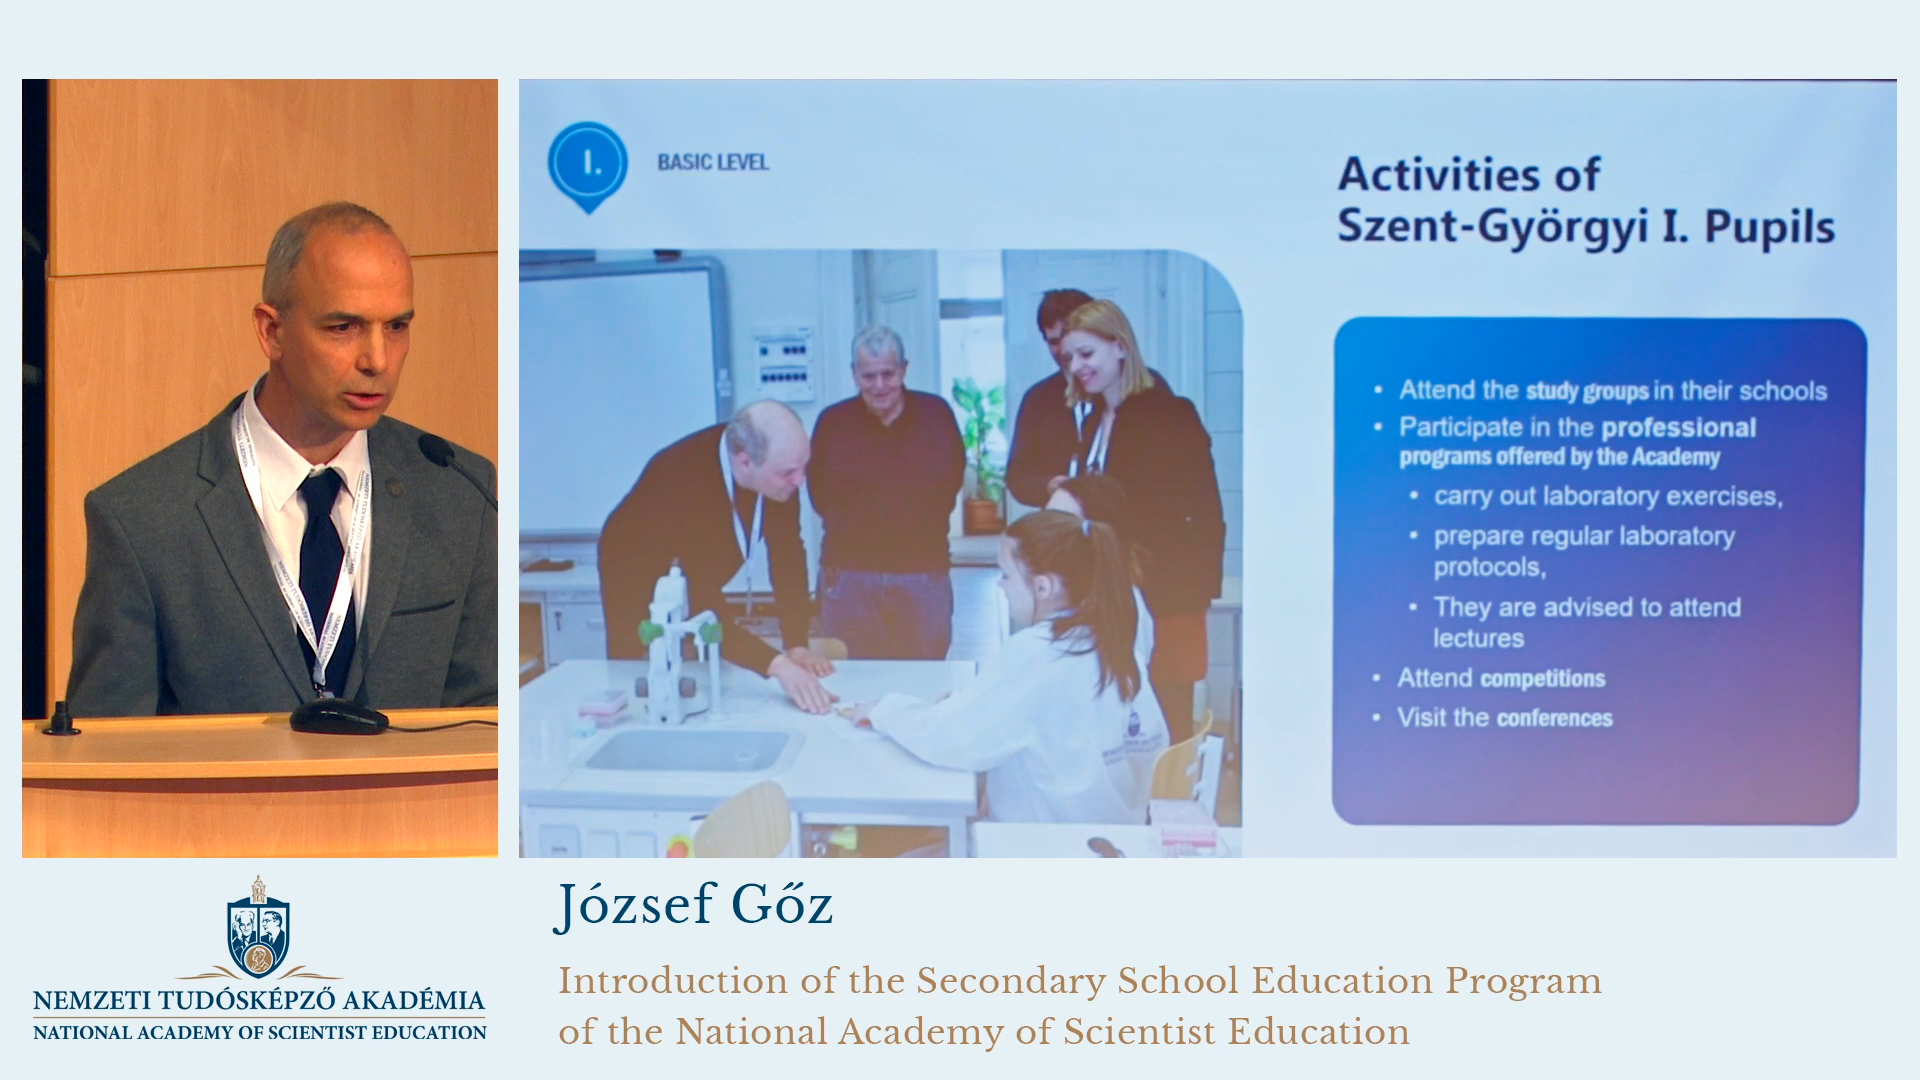 I.
BASIC LEVEL
Activities of
Szent-Györgyi I. Pupils
• Attend the study groups in their schools
• Participate in the professional
programs offered by the Academy
• carry out laboratory exercises,
• prepare regular laboratory
protocols,
• They are advised to attend
lectures
• Attend competitions
• Visit the conferences
József Gőz
Introduction of the Secondary School Education Program
of the National Academy of Scientist Education
NEMZETI TUDÓSKÉPZŐ AKADÉMIA
NATIONAL ACADEMY OF SCIENTIST EDUCATION